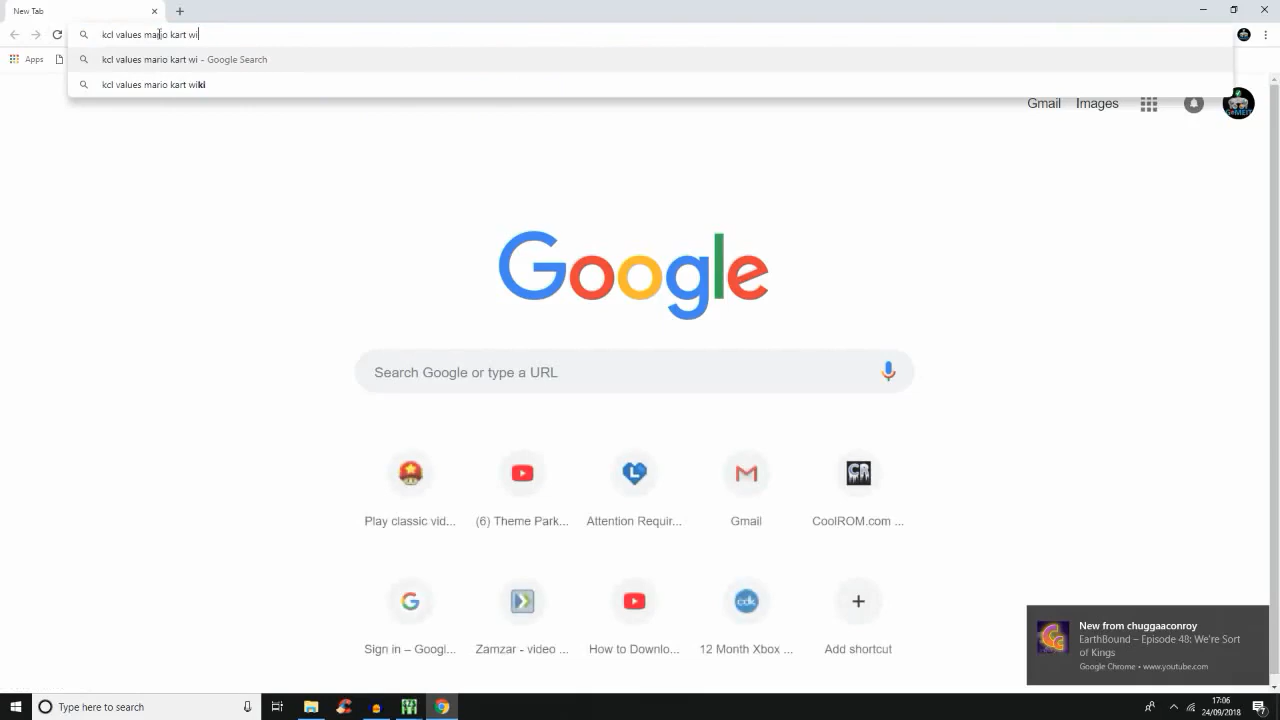 New Tab
kcl values mario kart wi
kcl values mario kart wi - Google Search
kcl values mario kart wiki
Apps
Gmail Images
GaMEIT
Google
Search Google or type a URL
CR
Play classic vid... (6) Theme Park... Attention Requir... Gmail CoolROM.com ...
cdk
Sign in – Googl... Zamzar - video ... How to Downlo... 12 Month Xbox ... Add shortcut
New from chuggaaconroy
EarthBound – Episode 48: We're Sort
of Kings
Google Chrome • www.youtube.com
Type here to search
17:06
24/09/2018